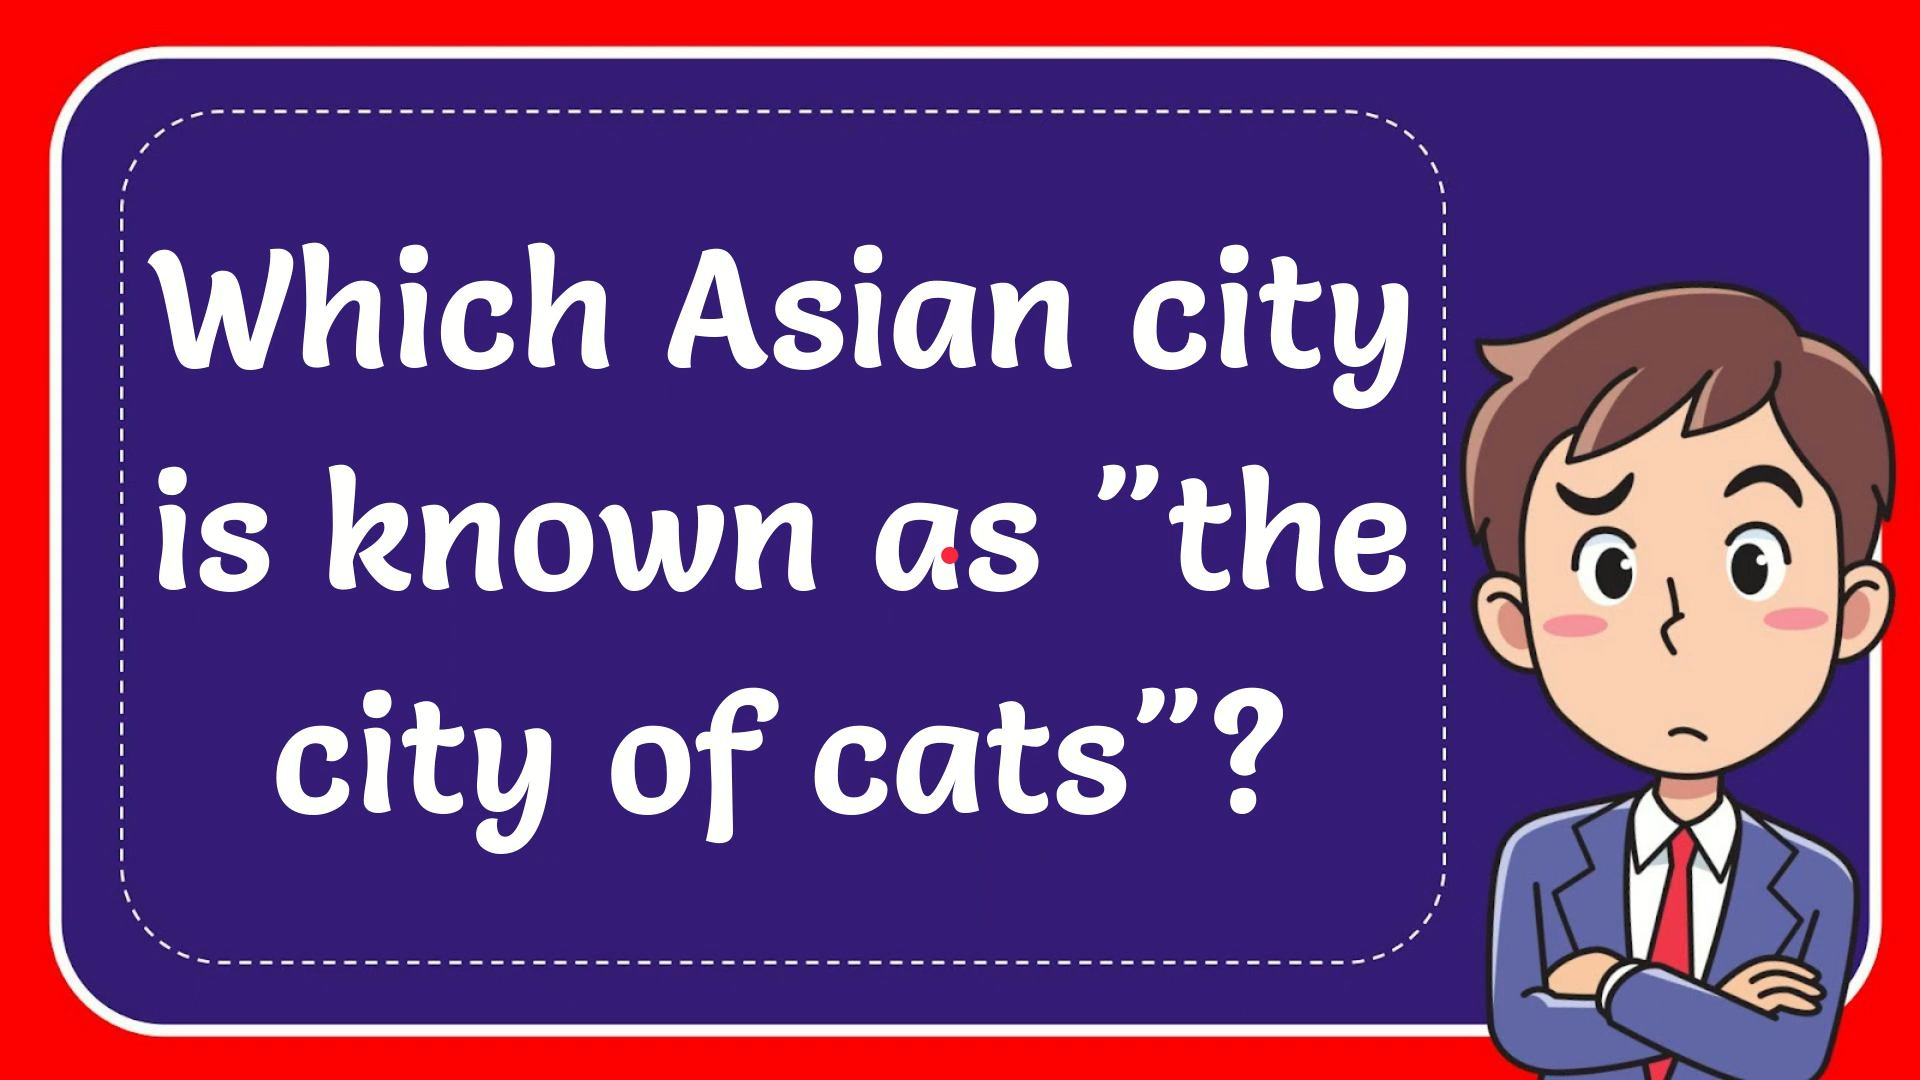 Which Asian city
is known as "the
city of cats"?